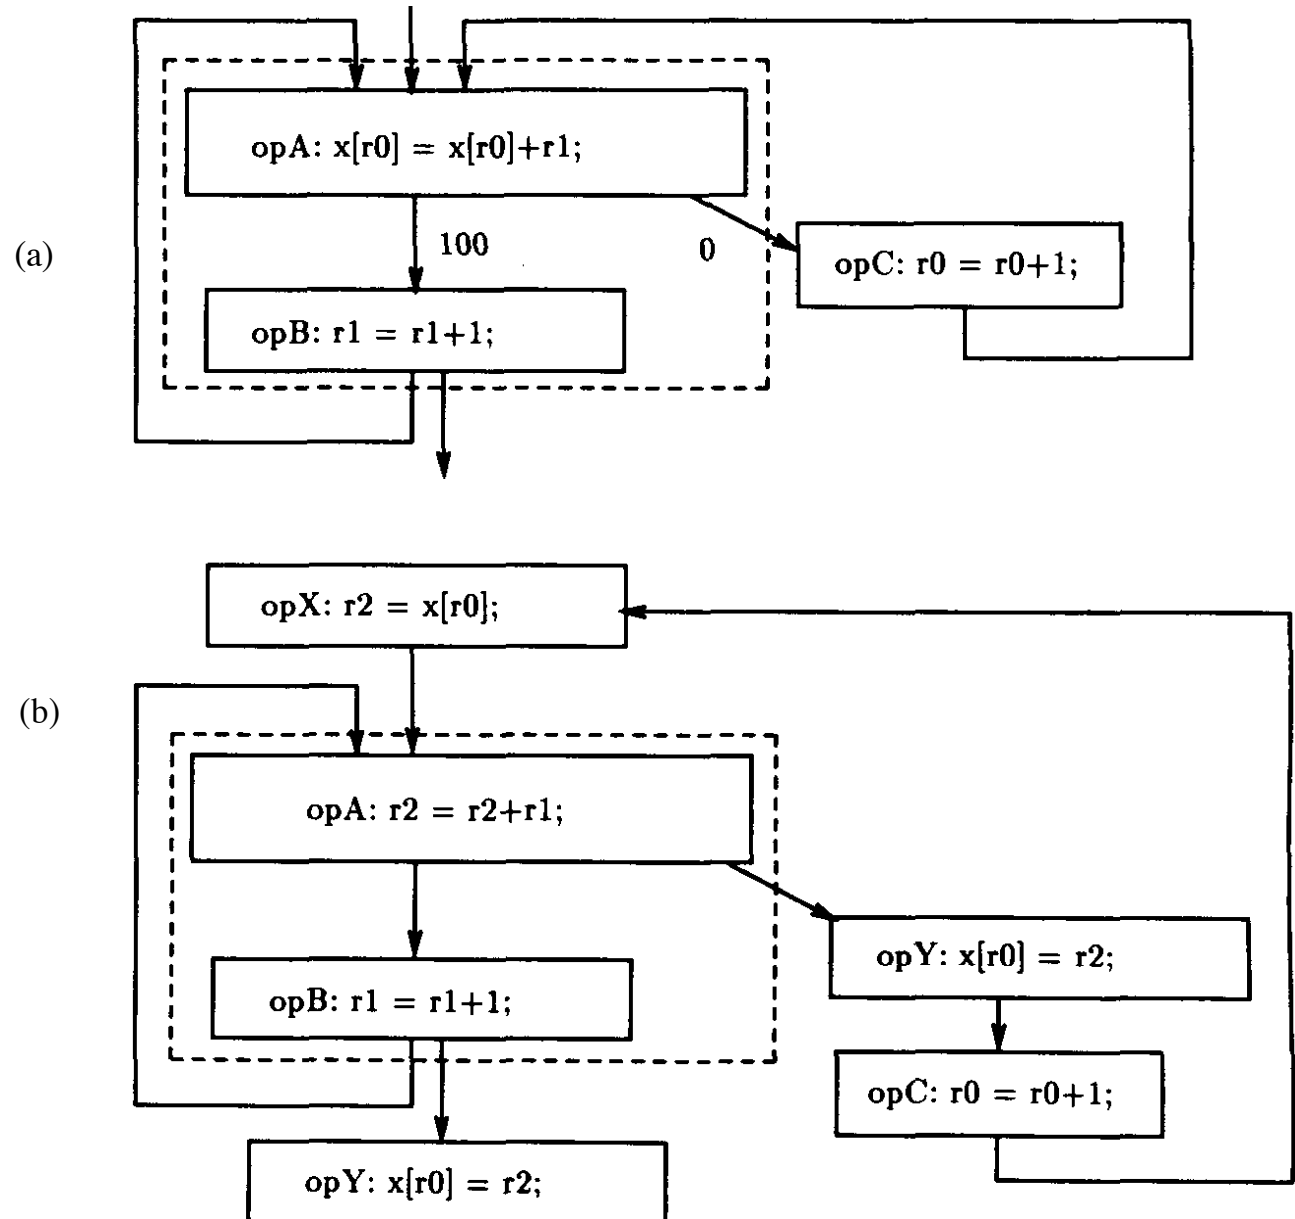 opA: x[r0] = x[r0]+r1;
(a)
100
0
opC: r0 = r0+1;
opB: r1 = r1+1;
opX: r2 = x[r0];
(b)
opA: r2 = r2+r1;
opY: x[r0] = r2;
opB: r1 = r1+1;
opC: r0 = r0+1;
opY: x[r0] = r2;